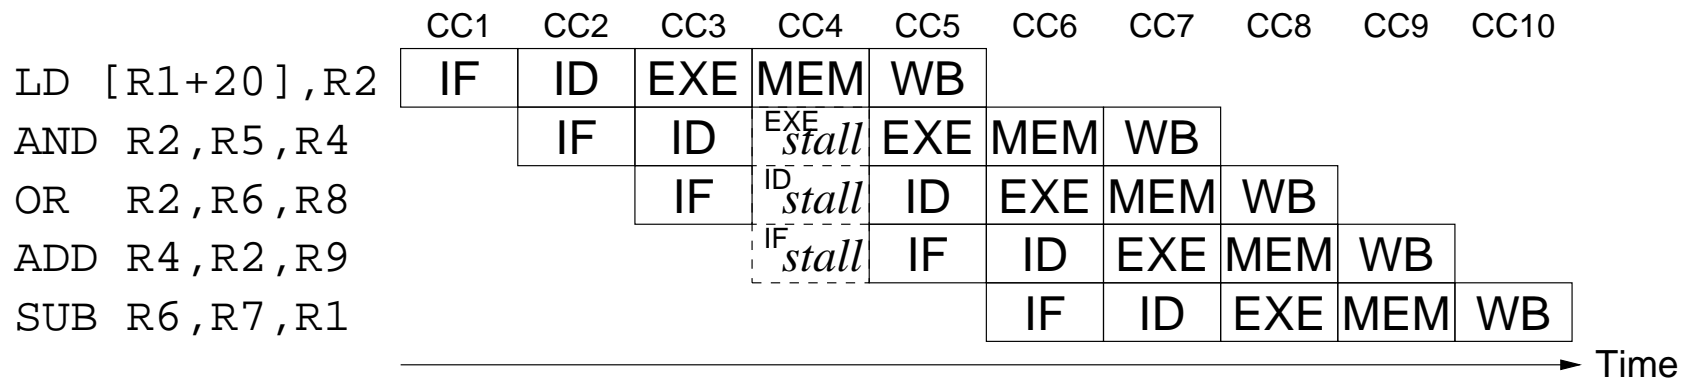 CC1 CC2 CC3 CC4 CC5 CC6 CC7 CC8 CC9 CC10
LD [R1+20],R2 IF ID EXE MEM WB
AND R2,R5,R4 IF ID EXE stall EXE MEM WB
OR R2,R6,R8 IF ID stall ID EXE MEM WB
ADD R4,R2,R9 IF stall IF ID EXE MEM WB
SUB R6,R7,R1 IF ID EXE MEM WB
Time